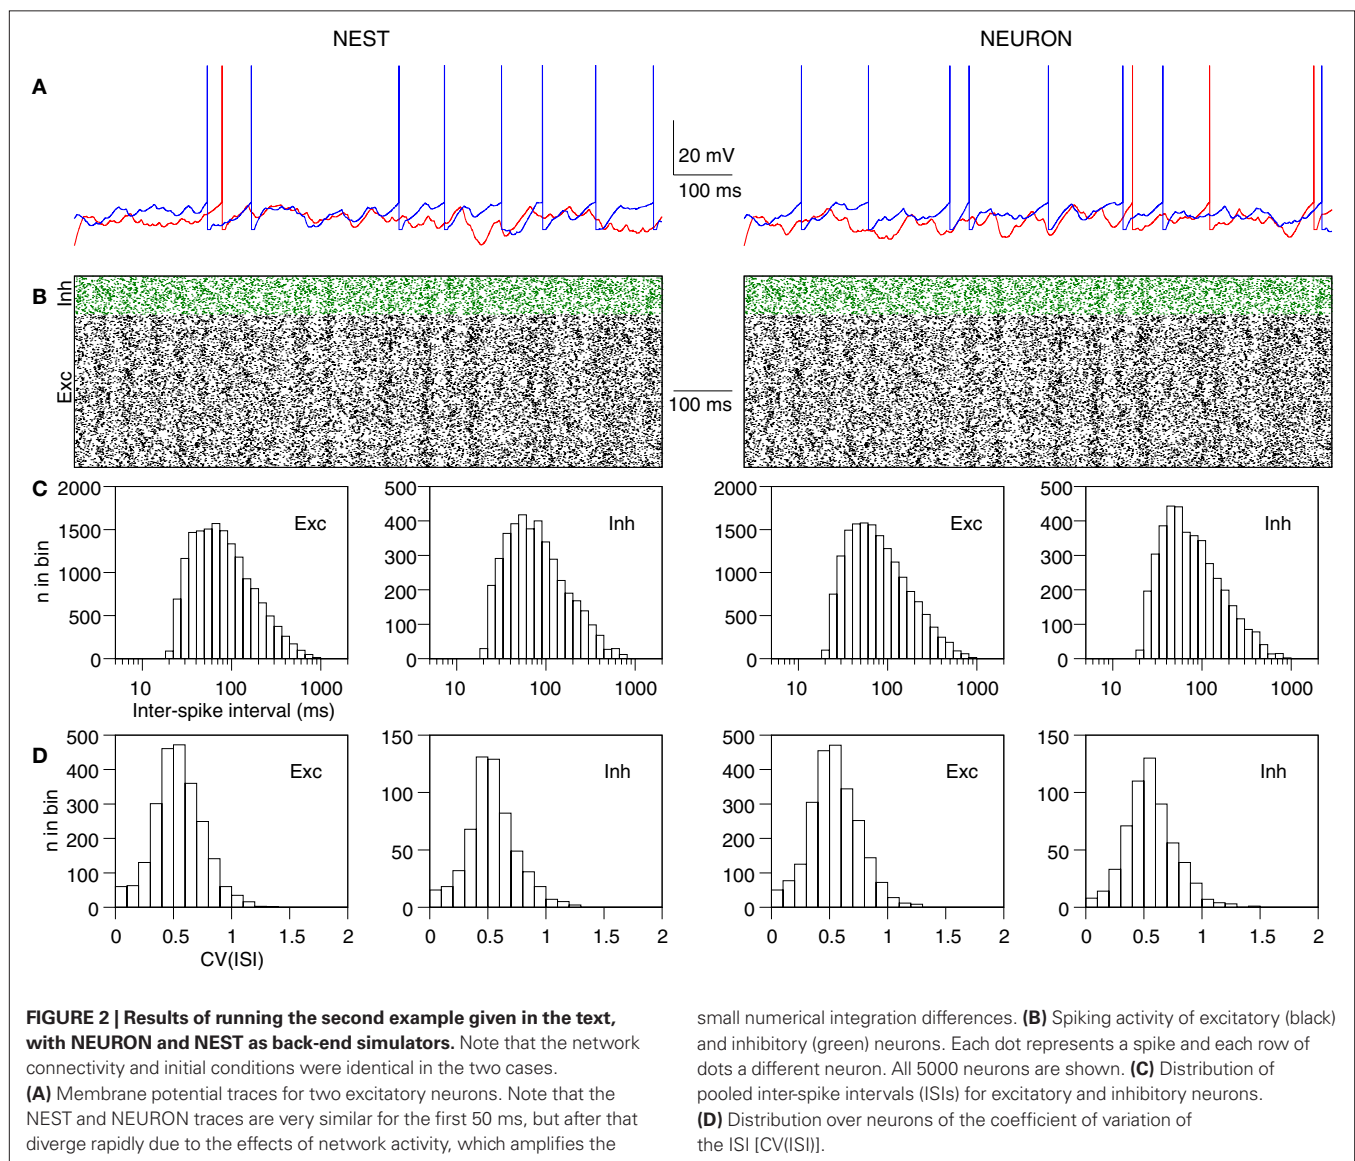 NEST
NEURON
A
20 mV
100 ms
B
Inh
Exc
100 ms
C
2000
1500
1000
500
0
n in bin
Exc
10
100
1000
Inter-spike interval (ms)
500
400
300
200
100
0
Inh
10
100
1000
2000
1500
1000
500
0
Exc
10
100
1000
500
400
300
200
100
0
Inh
10
100
1000
D
500
400
300
200
100
0
n in bin
Exc
0
0.5
1
1.5
2
CV(ISI)
150
100
50
0
Inh
0
0.5
1
1.5
2
500
400
300
200
100
0
Exc
0
0.5
1
1.5
2
150
100
50
0
Inh
0
0.5
1
1.5
2
FIGURE 2 | Results of running the second example given in the text,
with NEURON and NEST as back-end simulators. Note that the network
connectivity and initial conditions were identical in the two cases.
(A) Membrane potential traces for two excitatory neurons. Note that the
NEST and NEURON traces are very similar for the first 50 ms, but after that
diverge rapidly due to the effects of network activity, which amplifies the
small numerical integration differences. (B) Spiking activity of excitatory (black)
and inhibitory (green) neurons. Each dot represents a spike and each row of
dots a different neuron. All 5000 neurons are shown. (C) Distribution of
pooled inter-spike intervals (ISIs) for excitatory and inhibitory neurons.
(D) Distribution over neurons of the coefficient of variation of
the ISI [CV(ISI)].